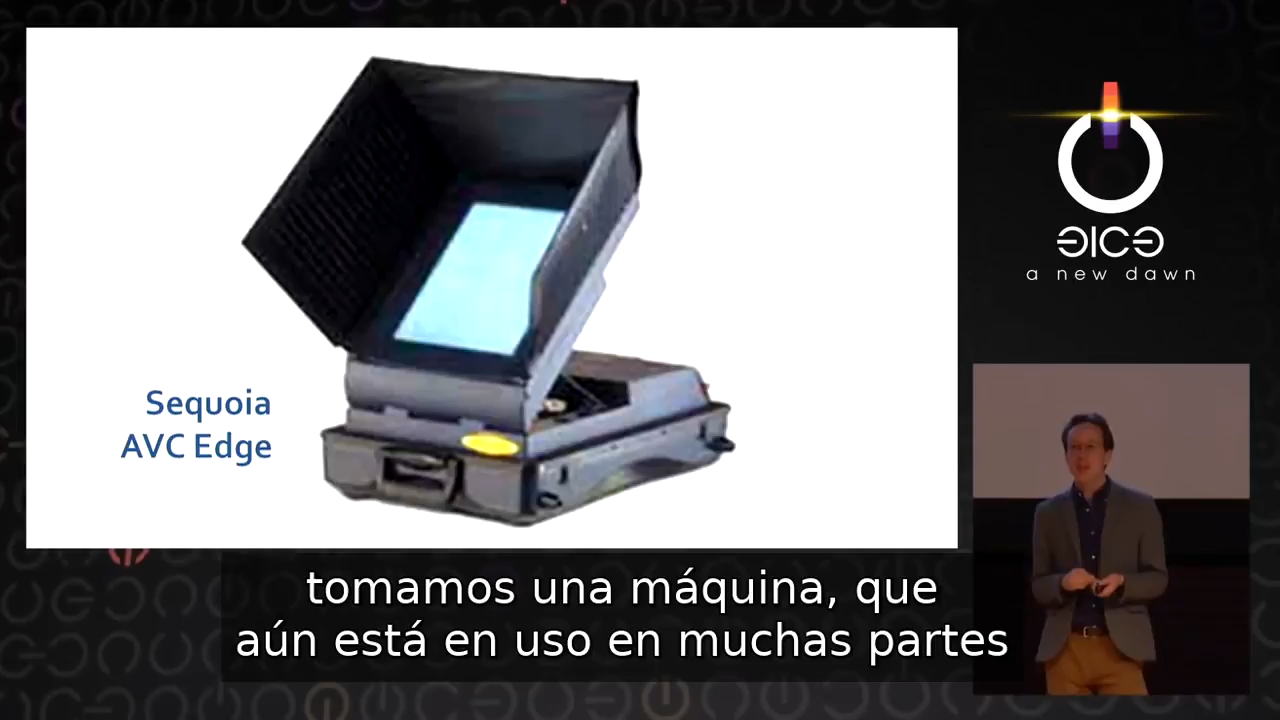 Sequoia
AVC Edge
a new dawn
tomamos una máquina, que
aún está en uso en muchas partes